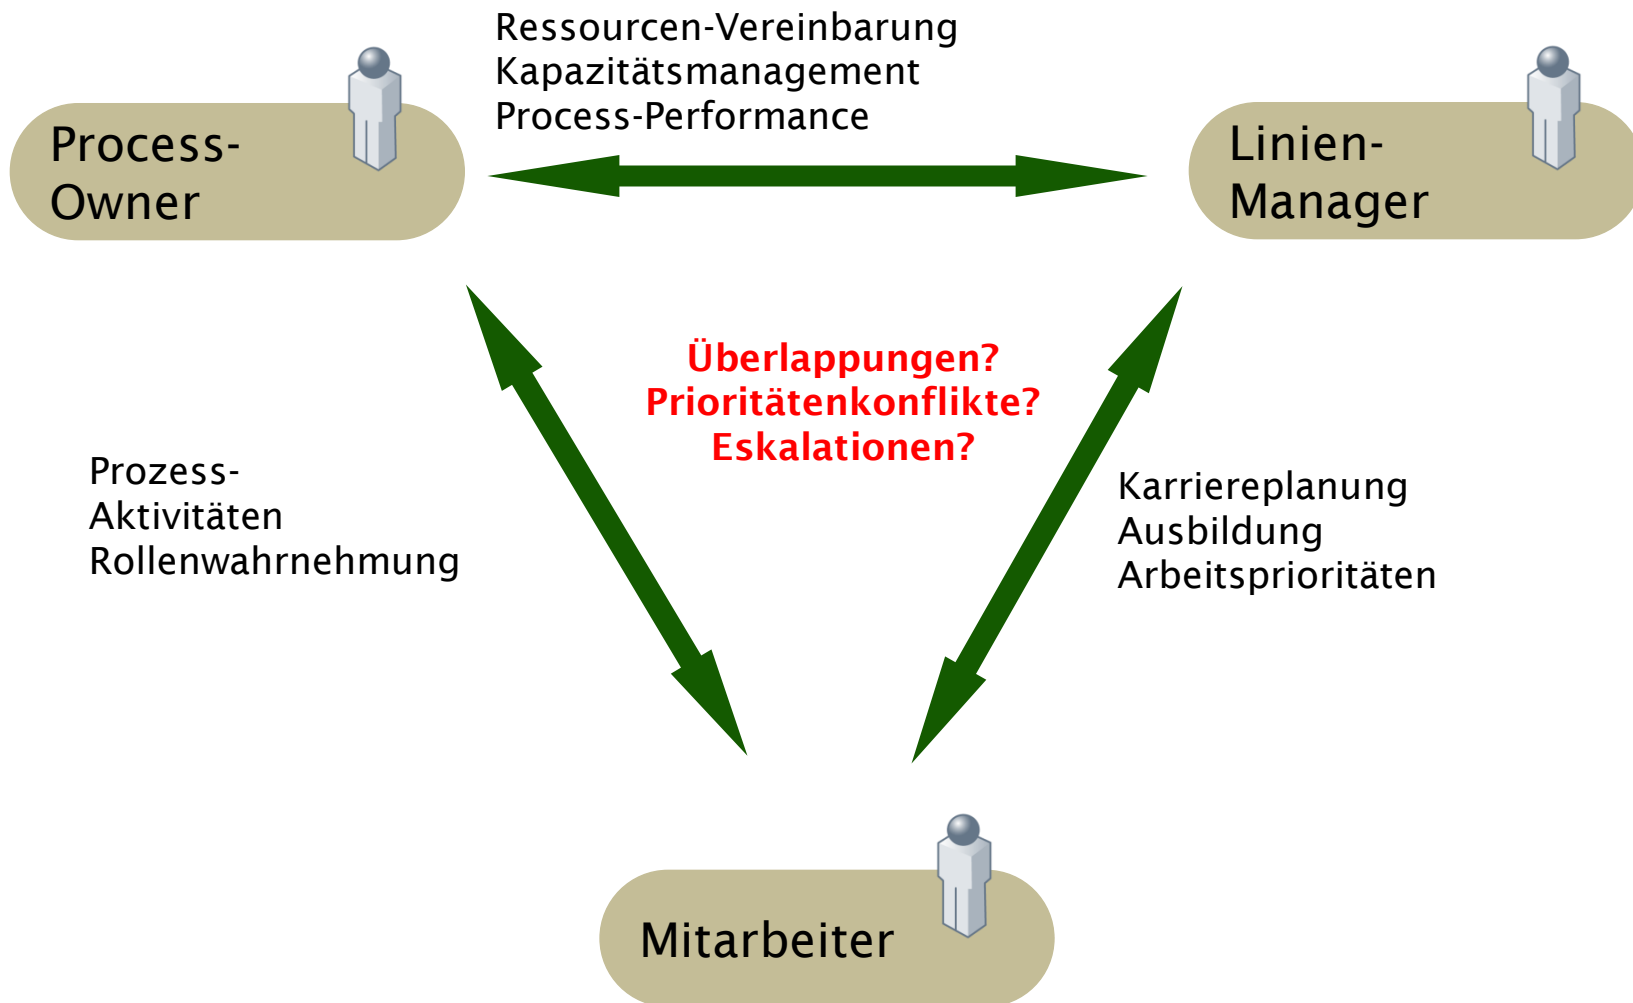 Ressourcen-Vereinbarung
Kapazitätsmanagement
Process-Performance
Process-
Owner
Linien-
Manager
Überlappungen?
Prioritätenkonflikte?
Eskalationen?
Prozess-
Aktivitäten
Rollenwahrnehmung
Karriereplanung
Ausbildung
Arbeitsprioritäten
Mitarbeiter